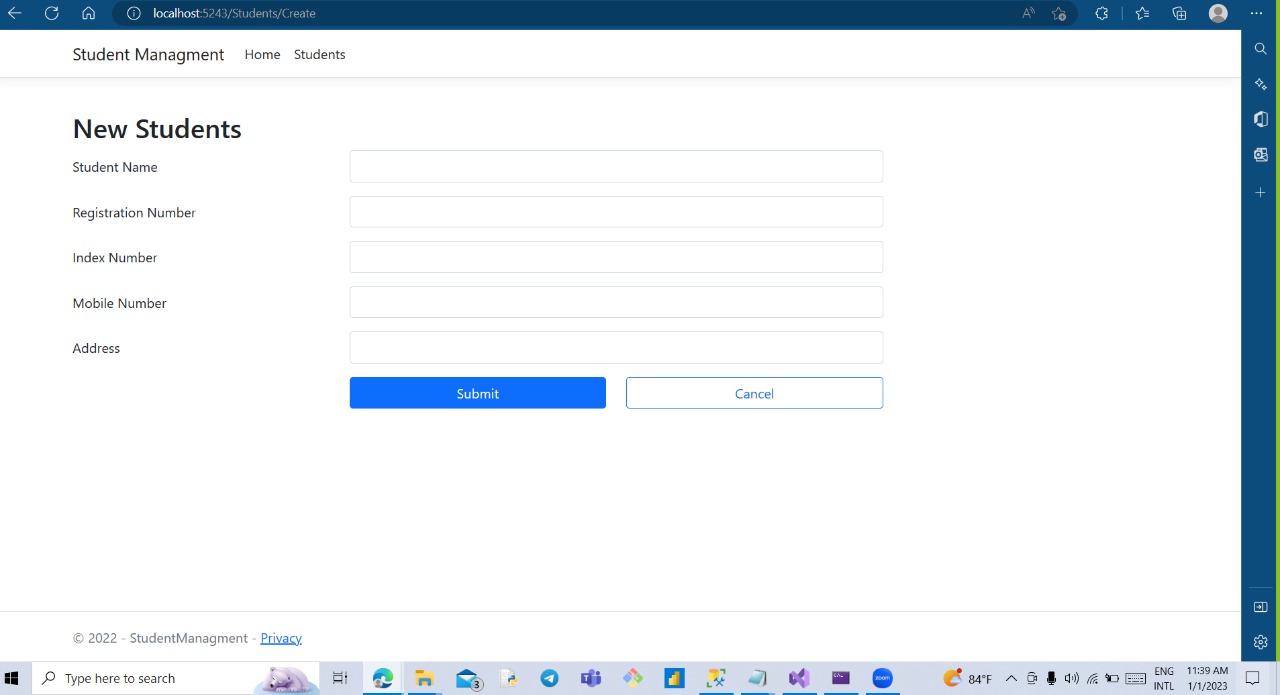 localhost:5243/Students/Create
Student Managment Home Students
New Students
Student Name
Registration Number
Index Number
Mobile Number
Address
Submit Cancel
© 2022 - StudentManagment - Privacy
Type here to search
3
zoom
84°F
ENG
INTL
11:39 AM
1/1/2023